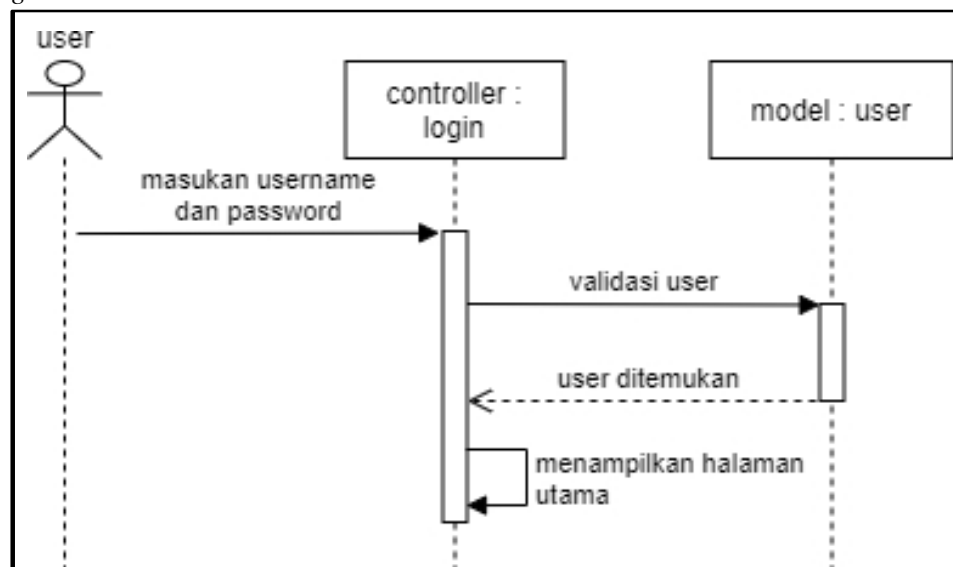 user
controller :
login
model : user
masukan username
dan password
validasi user
user ditemukan
menampilkan halaman
utama